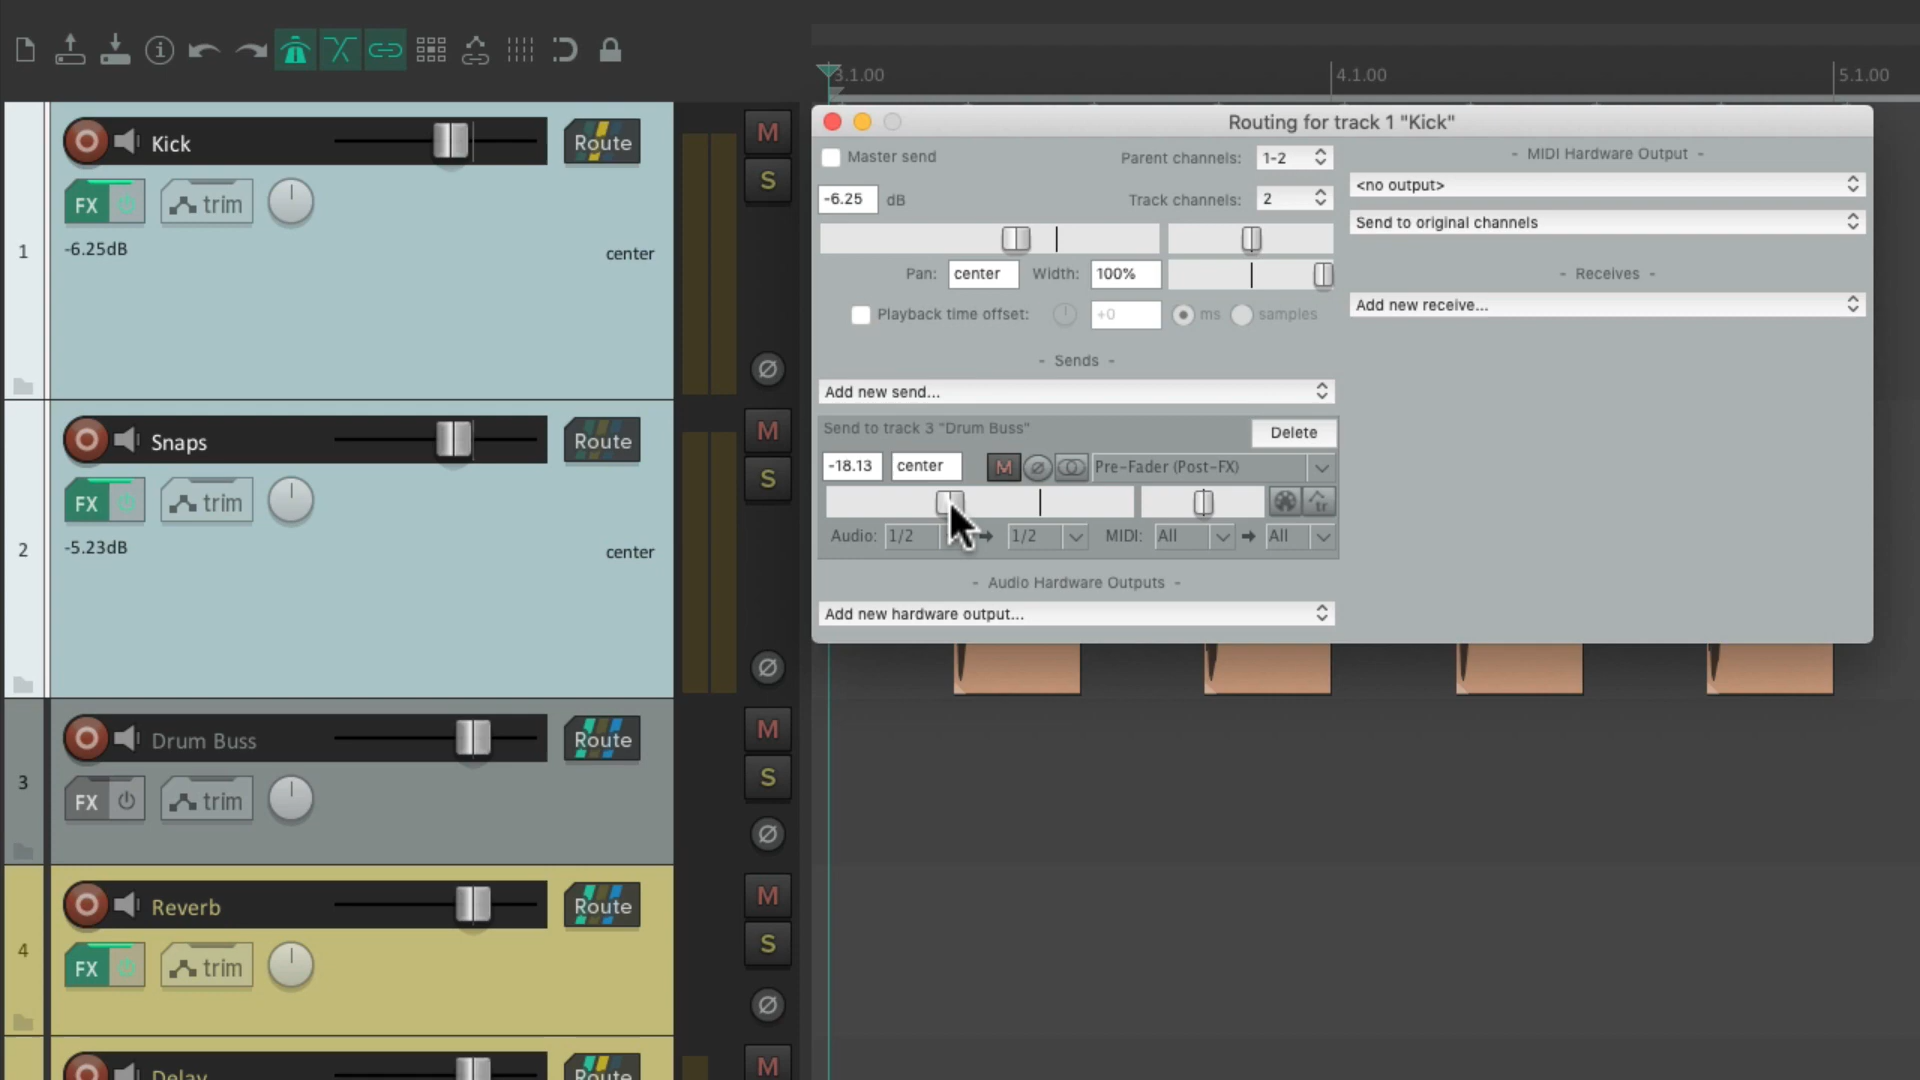 3.1.00
4.1.00
5.1.00
1
Kick
Route
FX
trim
-6.25dB
center
M
S
2
Snaps
Route
FX
trim
-5.23dB
center
M
S
3
Drum Buss
Route
FX
trim
M
S
4
Reverb
Route
FX
trim
M
S
Delay
Route
M
Routing for track 1 "Kick"
Master send
Parent channels: 1-2
-6.25 dB
Track channels: 2
Pan: center Width: 100%
Playback time offset: +0 ms samples
- Sends -
Add new send...
Send to track 3 "Drum Buss"
Delete
-18.13 center M Pre-Fader (Post-FX)
tr
Audio: 1/2 1/2 MIDI: All All
- Audio Hardware Outputs -
Add new hardware output...
- MIDI Hardware Output -
<no output>
Send to original channels
- Receives -
Add new receive...